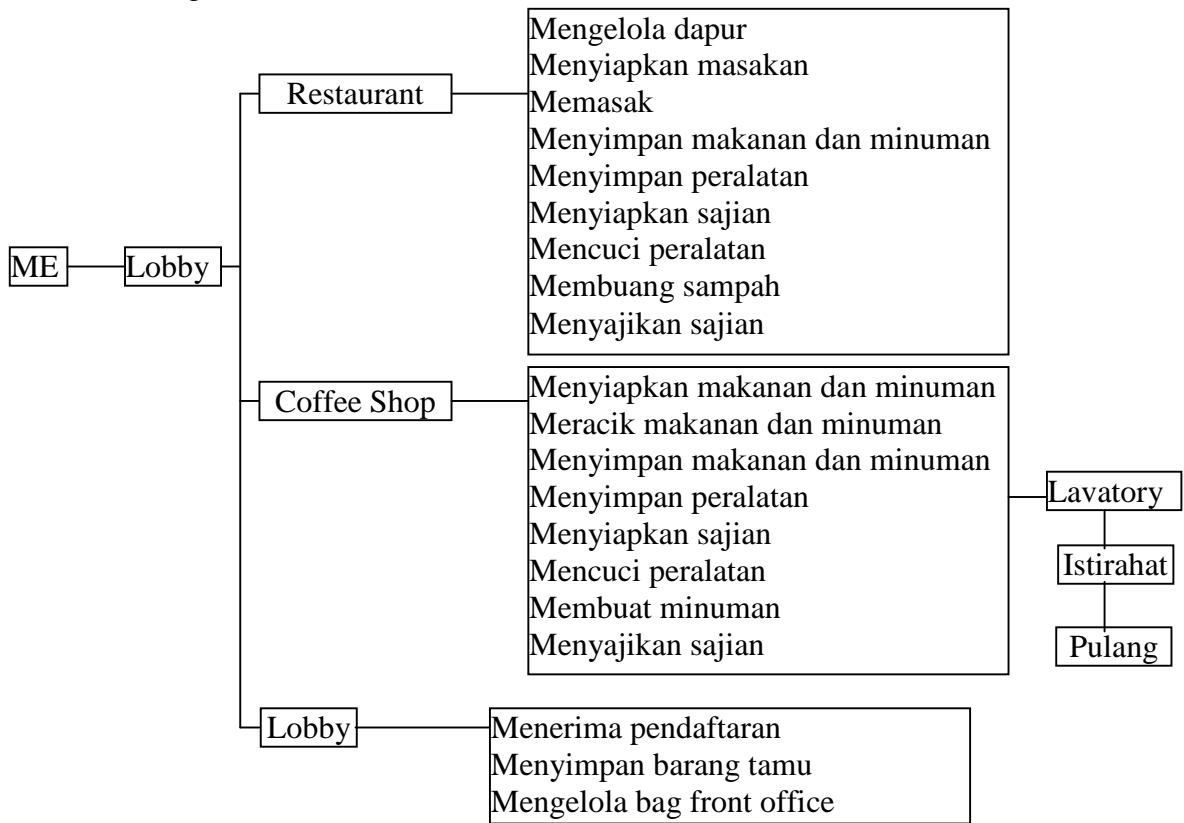 ME
Lobby
Restaurant
Mengelola dapur
Menyiapkan masakan
Memasak
Menyimpan makanan dan minuman
Menyimpan peralatan
Menyiapkan sajian
Mencuci peralatan
Membuang sampah
Menyajikan sajian
Coffee Shop
Menyiapkan makanan dan minuman
Meracik makanan dan minuman
Menyimpan makanan dan minuman
Menyimpan peralatan
Menyiapkan sajian
Mencuci peralatan
Membuat minuman
Menyajikan sajian
Lavatory
Istirahat
Pulang
Lobby
Menerima pendaftaran
Menyimpan barang tamu
Mengelola bag front office